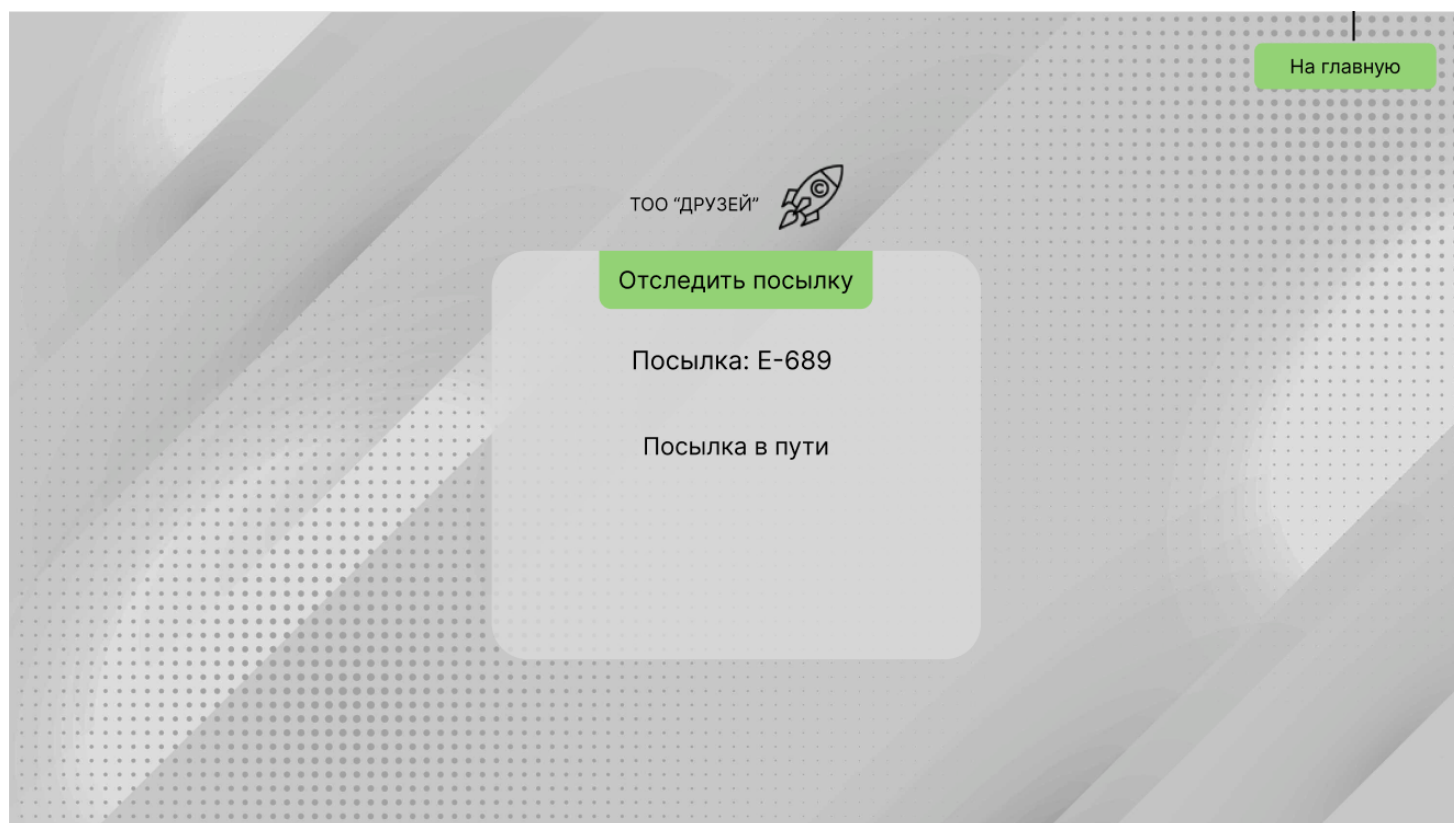 На главную
ТОО “ДРУЗЕЙ”
©
Отследить посылку
Посылка: Е-689
Посылка в пути